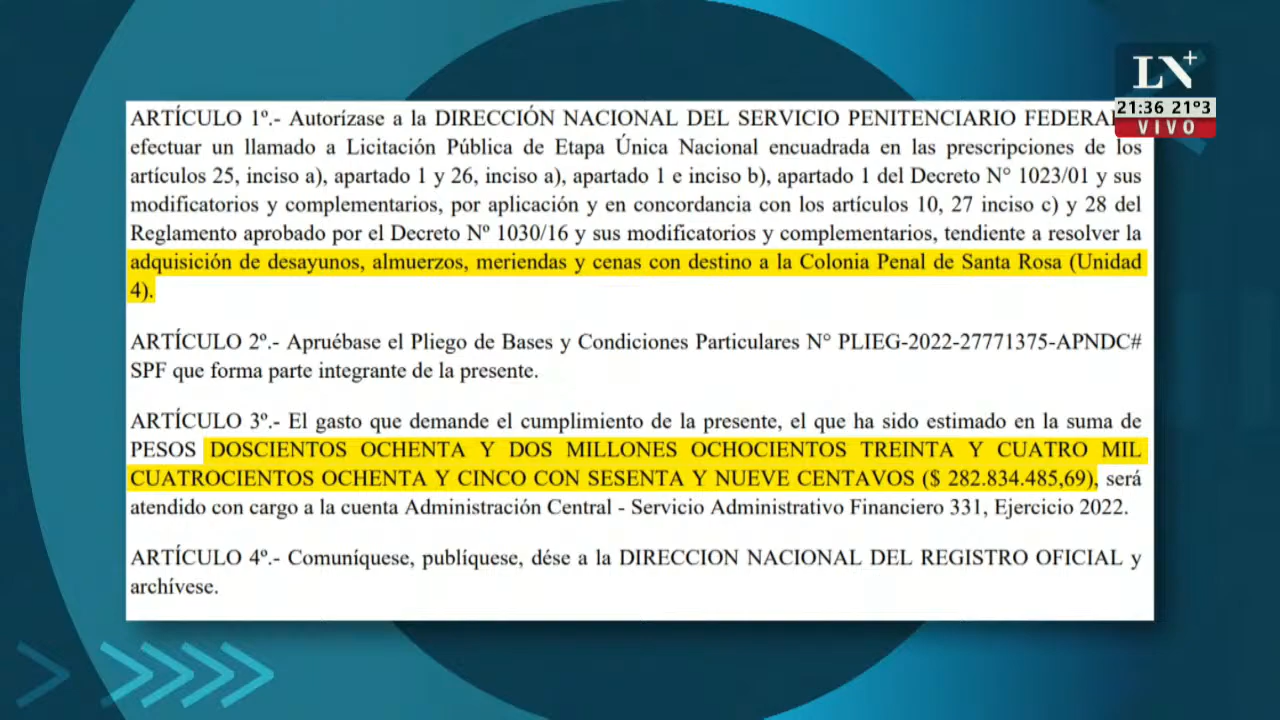 LN+
21:36 21º3
VIVO
ARTÍCULO 1º.- Autorízase a la DIRECCIÓN NACIONAL DEL SERVICIO PENITENCIARIO FEDERAL
efectuar un llamado a Licitación Pública de Etapa Única Nacional encuadrada en las prescripciones de los
artículos 25, inciso a), apartado 1 y 26, inciso a), apartado 1 e inciso b), apartado 1 del Decreto N° 1023/01 y sus
modificatorios y complementarios, por aplicación y en concordancia con los artículos 10, 27 inciso c) y 28 del
Reglamento aprobado por el Decreto Nº 1030/16 y sus modificatorios y complementarios, tendiente a resolver la
adquisición de desayunos, almuerzos, meriendas y cenas con destino a la Colonia Penal de Santa Rosa (Unidad
4).
ARTÍCULO 2º.- Apruébase el Pliego de Bases y Condiciones Particulares N° PLIEG-2022-27771375-APNDC#
SPF que forma parte integrante de la presente.
ARTÍCULO 3º.- El gasto que demande el cumplimiento de la presente, el que ha sido estimado en la suma de
PESOS DOSCIENTOS OCHENTA Y DOS MILLONES OCHOCIENTOS TREINTA Y CUATRO MIL
CUATROCIENTOS OCHENTA Y CINCO CON SESENTA Y NUEVE CENTAVOS ($ 282.834.485,69), será
atendido con cargo a la cuenta Administración Central - Servicio Administrativo Financiero 331, Ejercicio 2022.
ARTÍCULO 4º.- Comuníquese, publíquese, dése a la DIRECCION NACIONAL DEL REGISTRO OFICIAL y
archívese.